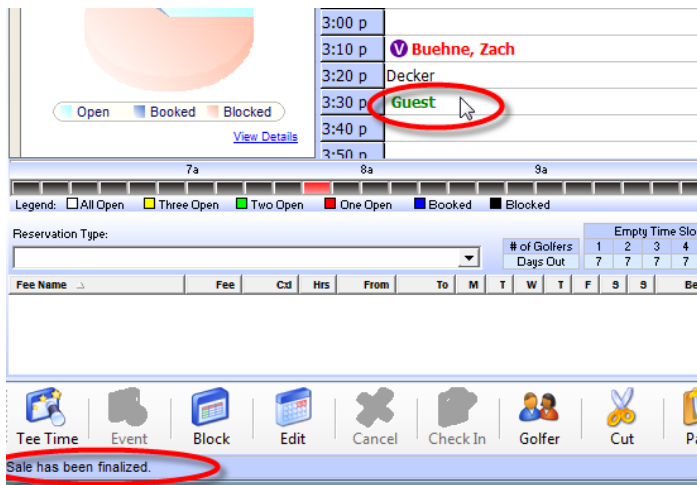 3:00 p
3:10 p V Buehne, Zach
3:20 p Decker
3:30 p Guest
3:40 p
3:50 p
Open Booked Blocked
View Details
7a 8a 9a
Legend: All Open Three Open Two Open One Open Booked Blocked
Reservation Type:
Empty Time Slo
# of Golfers 1 2 3 4
Days Out 7 7 7 7
Fee Name Fee Cxl Hrs From To M T W T F S S Be
Tee Time Event Block Edit Cancel Check In Golfer Cut Pa
Sale has been finalized.